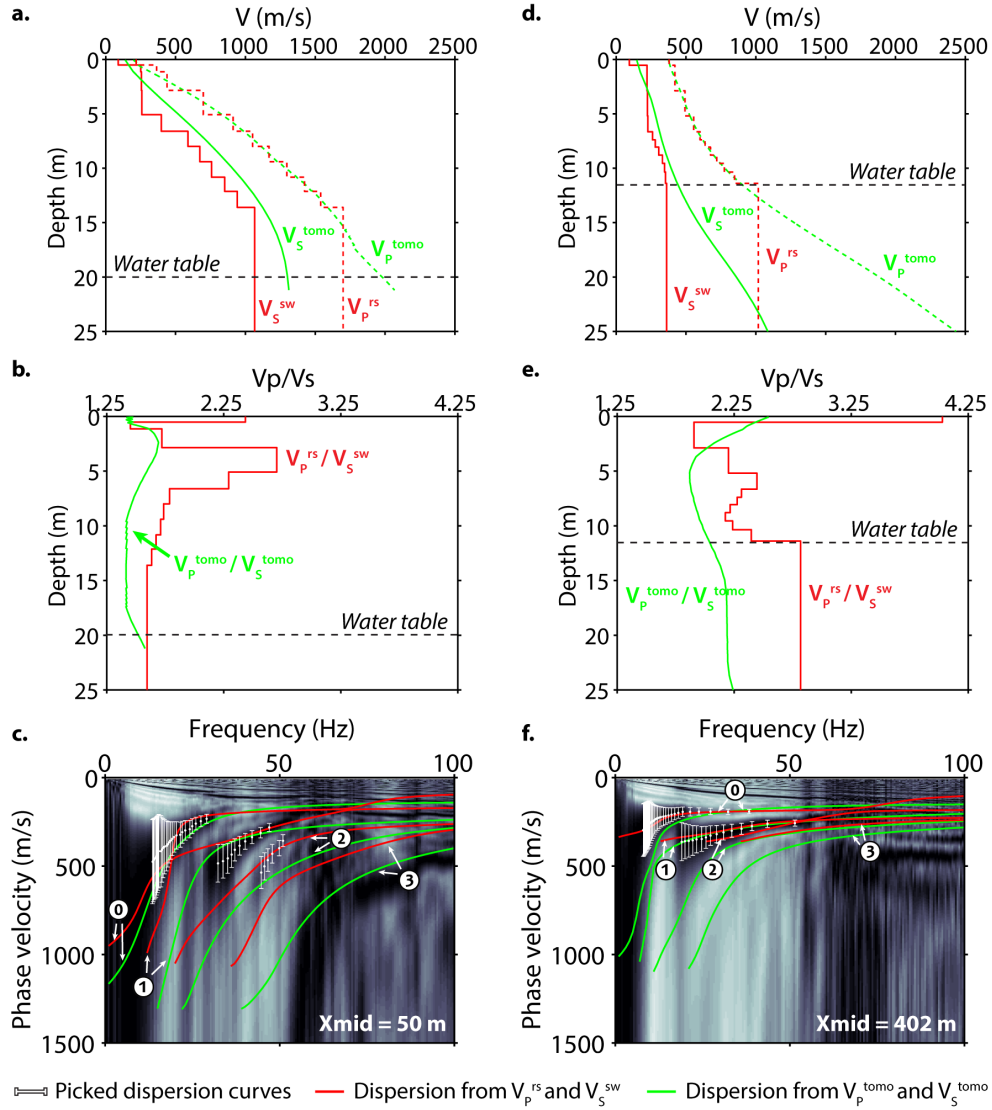 a.
V (m/s)
0 500 1000 1500 2000 2500
0
5
10
15
20
25
Depth (m)
V_S^tomo
V_P^tomo
Water table
V_S^sw
V_P^rs
d.
V (m/s)
0 500 1000 1500 2000 2500
0
5
10
15
20
25
Depth (m)
Water table
V_S^tomo
V_P^rs
V_P^tomo
V_S^sw
b.
Vp/Vs
1.25 2.25 3.25 4.25
0
5
10
15
20
25
Depth (m)
V_P^rs / V_S^sw
V_P^tomo / V_S^tomo
Water table
e.
Vp/Vs
1.25 2.25 3.25 4.25
0
5
10
15
20
25
Depth (m)
Water table
V_P^tomo / V_S^tomo
V_P^rs / V_S^sw
c.
Frequency (Hz)
0 50 100
0
500
1000
1500
Phase velocity (m/s)
2
3
0
1
Xmid = 50 m
f.
Frequency (Hz)
0 50 100
0
500
1000
1500
Phase velocity (m/s)
0
1
2
3
Xmid = 402 m
Picked dispersion curves
Dispersion from V_P^rs and V_S^sw
Dispersion from V_P^tomo and V_S^tomo